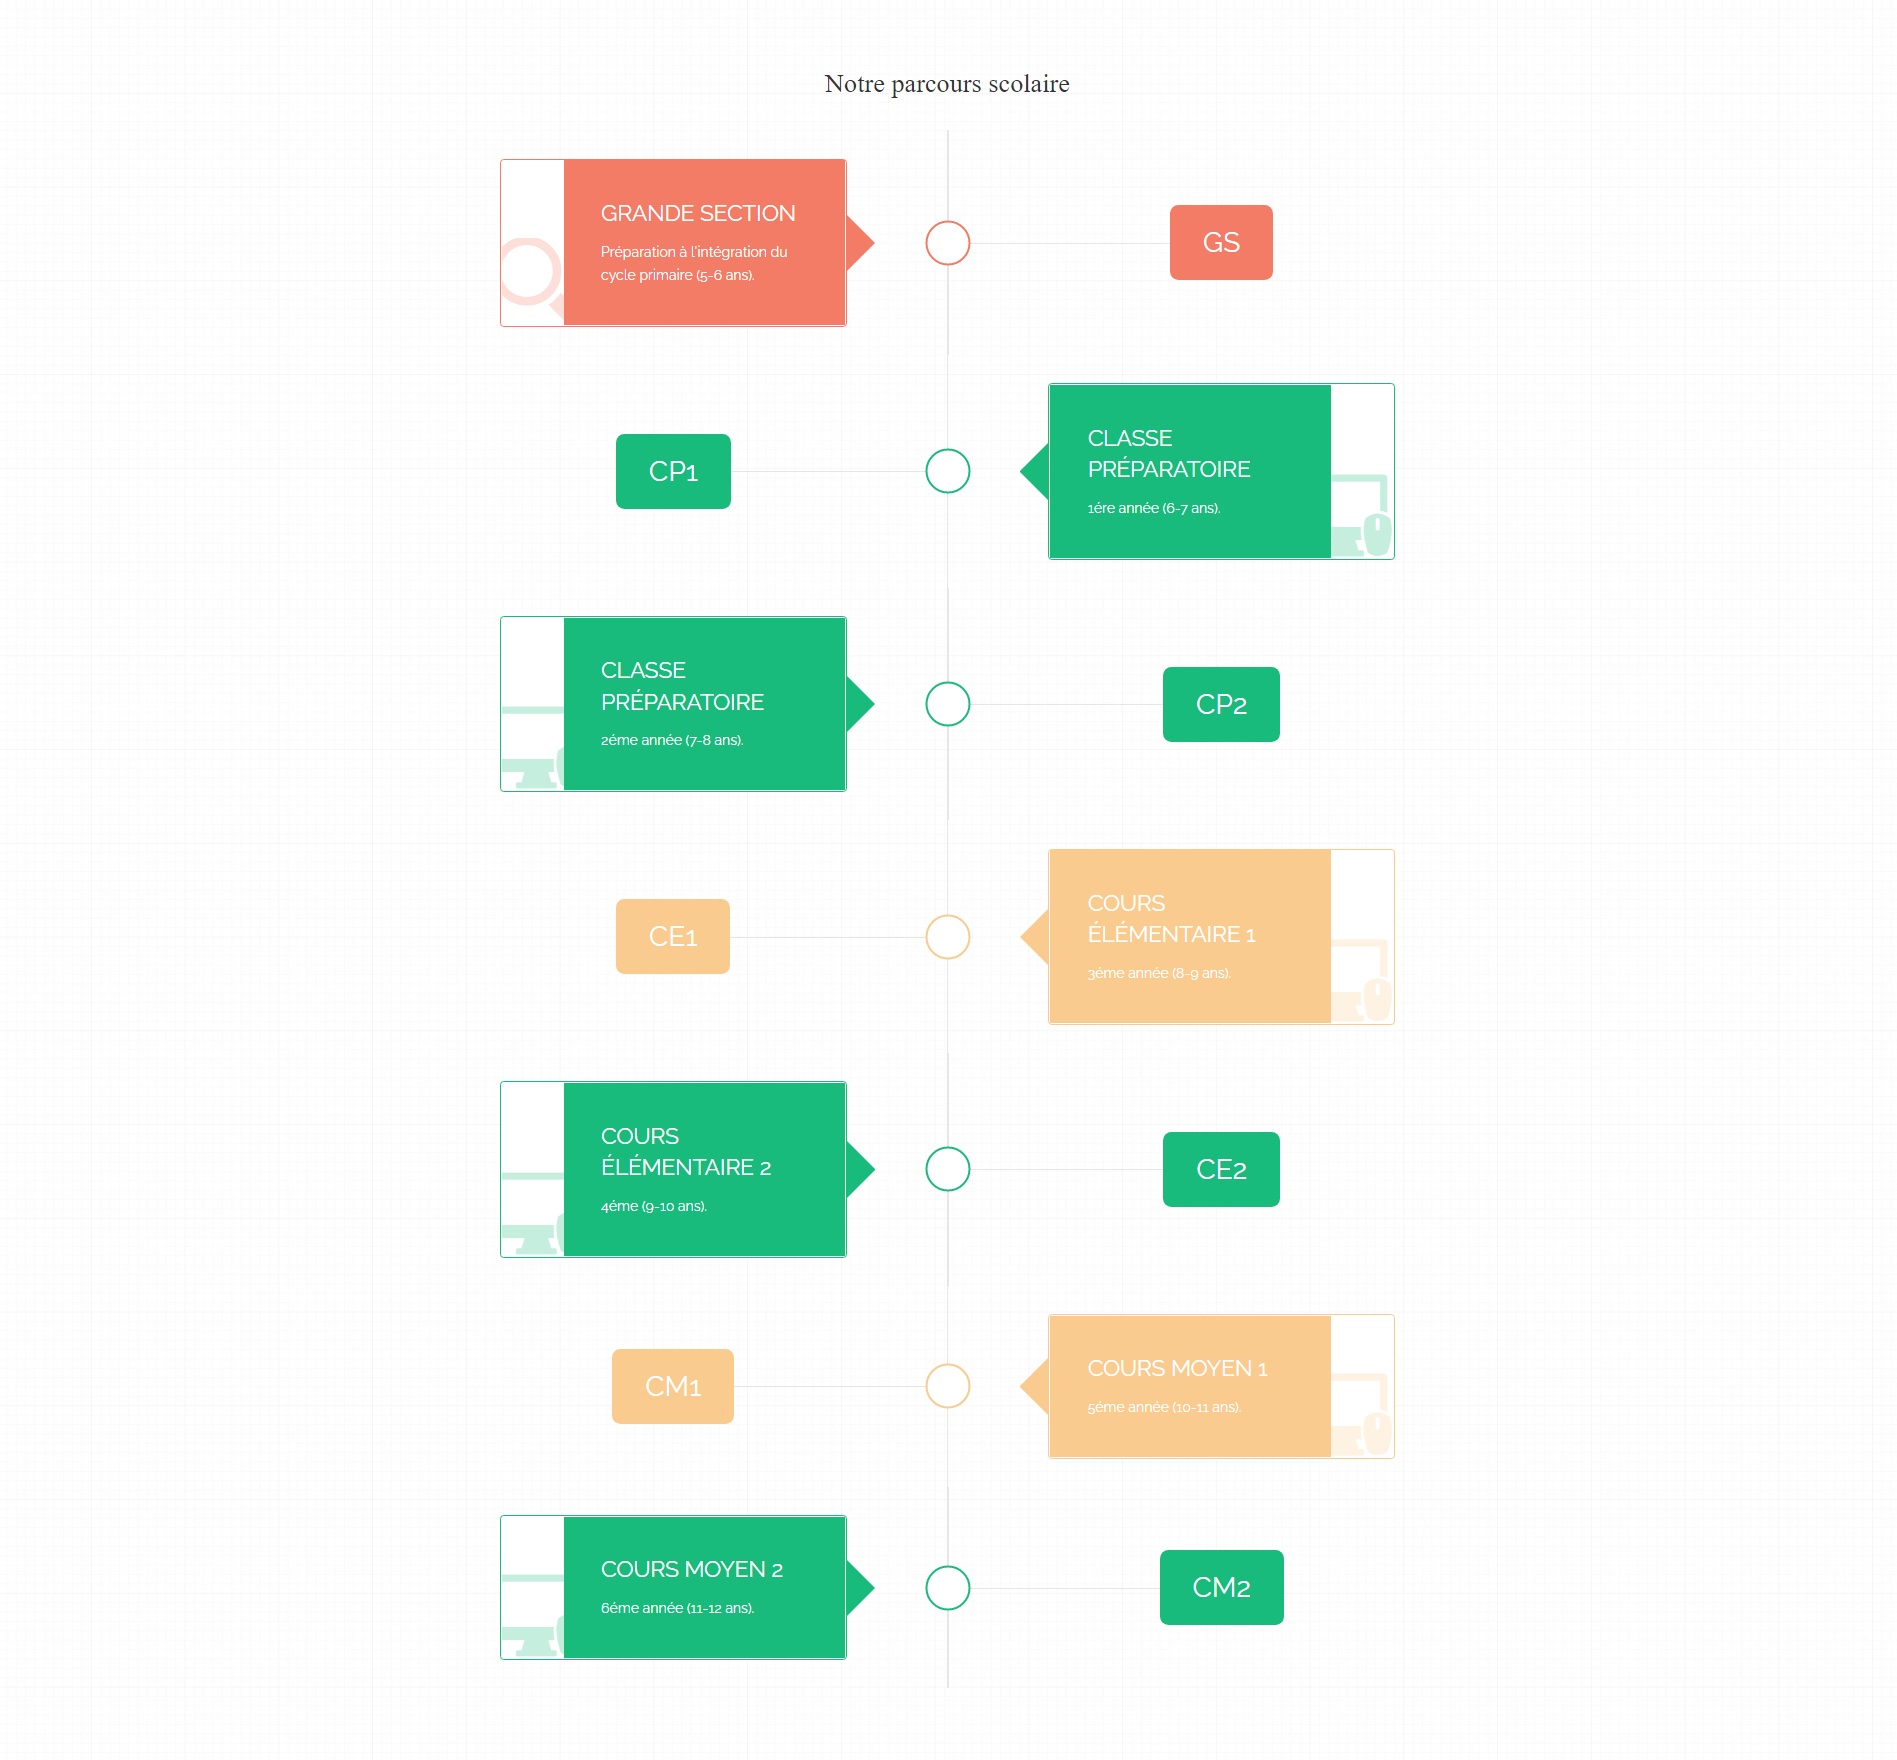 Notre parcours scolaire
GRANDE SECTION
Préparation à l'intégration du
cycle primaire (5-6 ans).
GS
CP1
CLASSE
PRÉPARATOIRE
1ére année (6-7 ans).
CLASSE
PRÉPARATOIRE
2éme année (7-8 ans).
CP2
CE1
COURS
ÉLÉMENTAIRE 1
3éme année (8-9 ans).
COURS
ÉLÉMENTAIRE 2
4éme (9-10 ans).
CE2
CM1
COURS MOYEN 1
5éme année (10-11 ans).
COURS MOYEN 2
6éme année (11-12 ans).
CM2